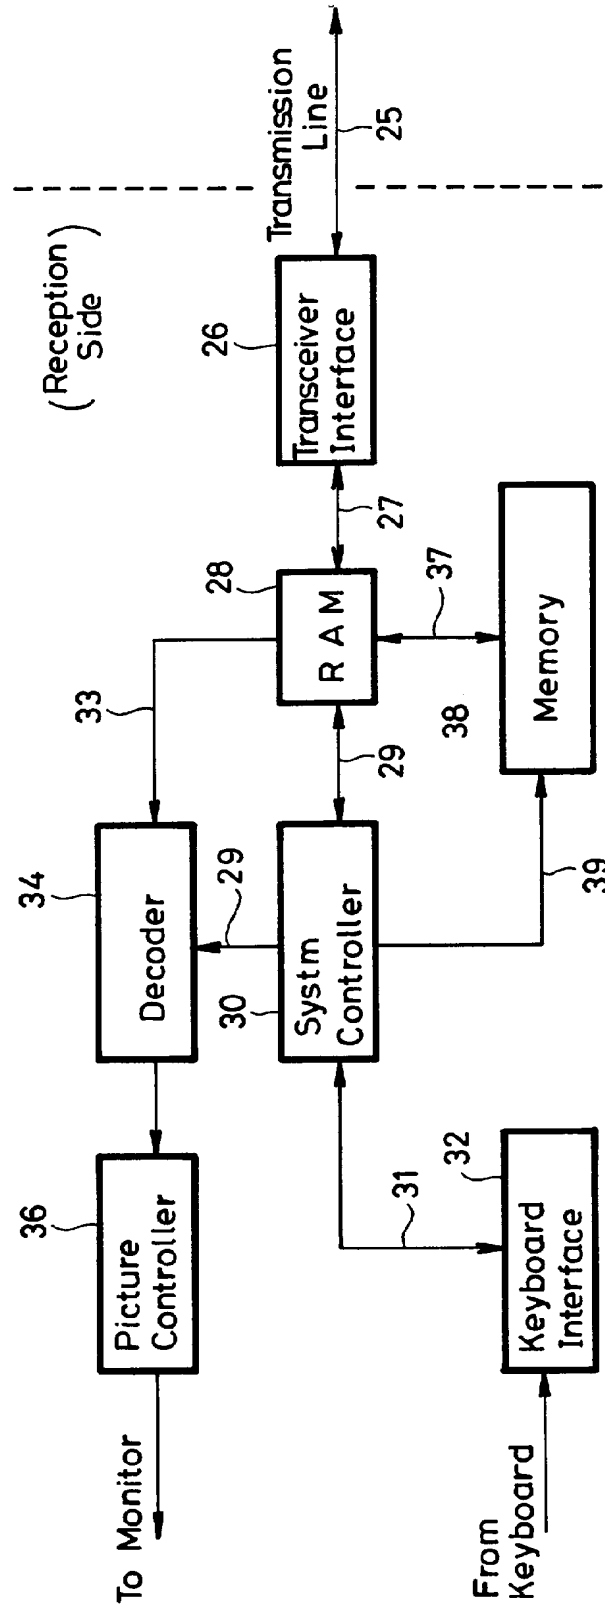 (Reception
Side)
Transmission
Line
25
26
Transceiver
Interface
27
28
RAM
37
38
Memory
33
29
34
Decoder
29
30
Systm
Controller
39
36
Picture
Controller
31
32
Keyboard
Interface
To Monitor
From
Keyboard